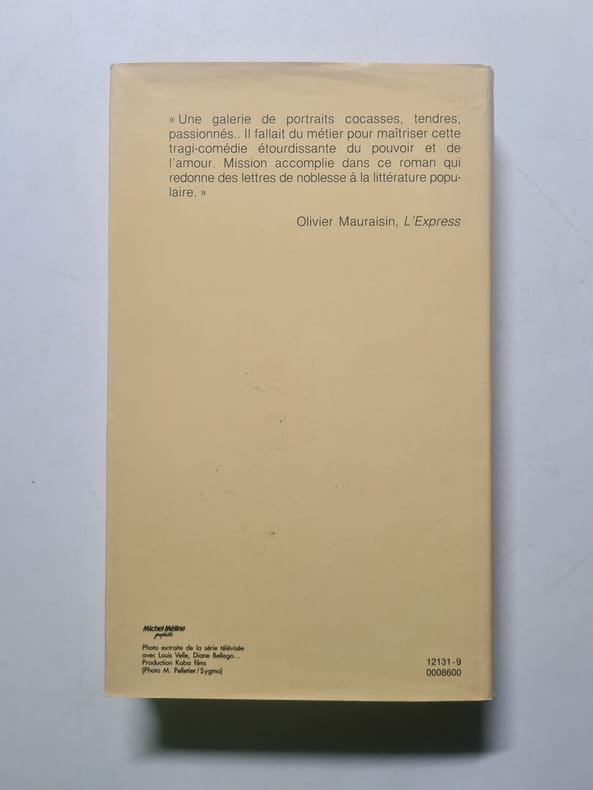 « Une galerie de portraits cocasses, tendres,
passionnés.. Il fallait du métier pour maîtriser cette
tragi-comédie étourdissante du pouvoir et de
l'amour. Mission accomplie dans ce roman qui
redonne des lettres de noblesse à la littérature popu-
laire. »
Olivier Mauraisin, L'Express
Michel Méline
Photo extraite de la série télévisée
avec Louis Velle, Diane Bellego...
Production Kaba films
(Photo M. Pelletier/Sygma)
12131-9
0008600